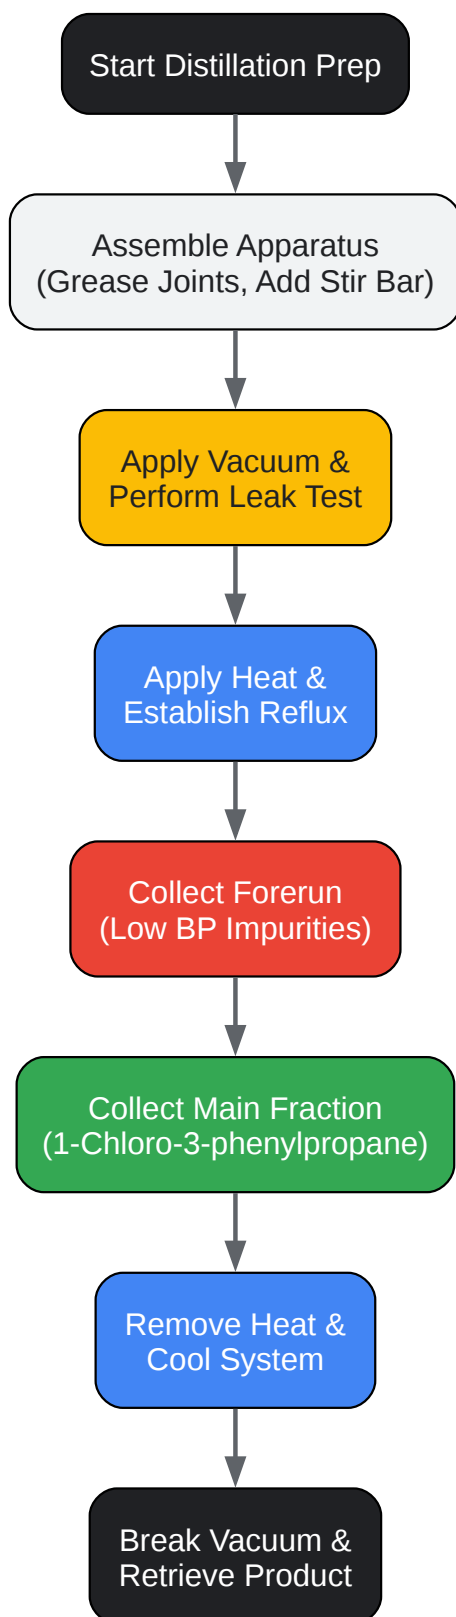 Start Distillation Prep
Assemble Apparatus
(Grease Joints, Add Stir Bar)
Apply Vacuum &
Perform Leak Test
Apply Heat &
Establish Reflux
Collect Forerun
(Low BP Impurities)
Collect Main Fraction
(1-Chloro-3-phenylpropane)
Remove Heat &
Cool System
Break Vacuum &
Retrieve Product